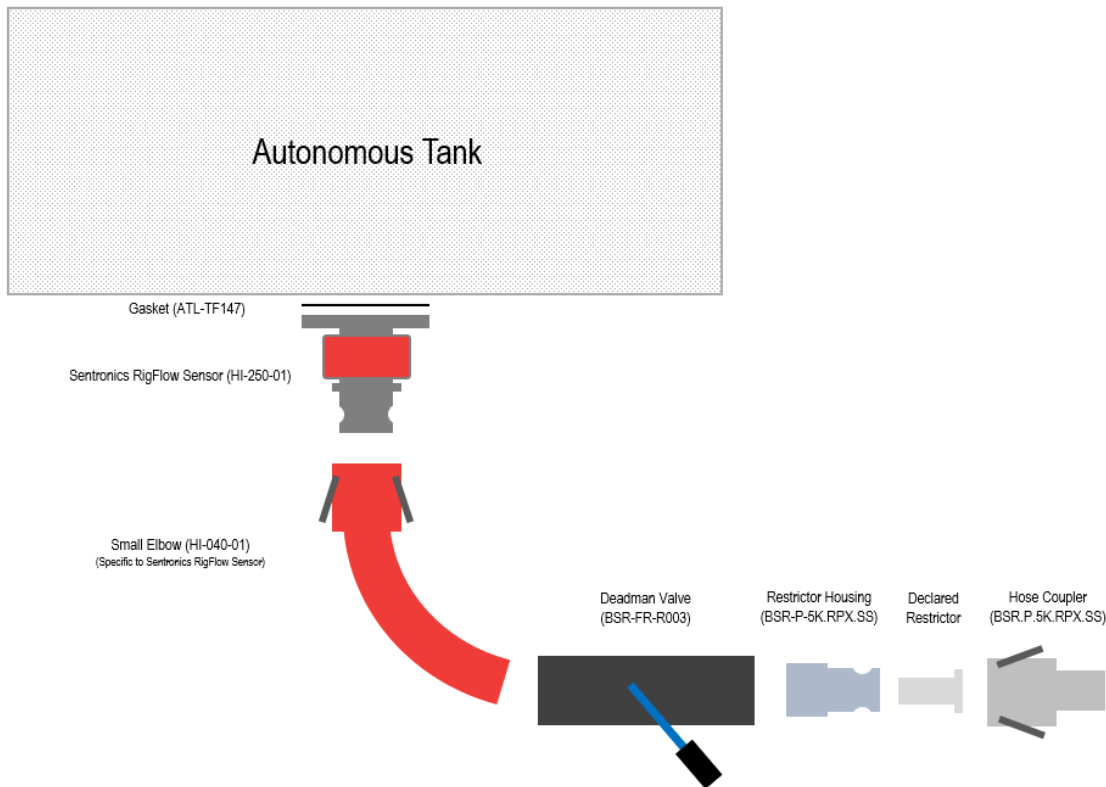 Autonomous Tank
Gasket (ATL-TF147)
Sentronics RigFlow Sensor (HI-250-01)
Small Elbow (HI-040-01)
(Specific to Sentronics RigFlow Sensor)
Deadman Valve
(BSR-FR-R003)
Restrictor Housing
(BSR-P-5K.RPX.SS)
Declared
Restrictor
Hose Coupler
(BSR.P.5K.RPX.SS)